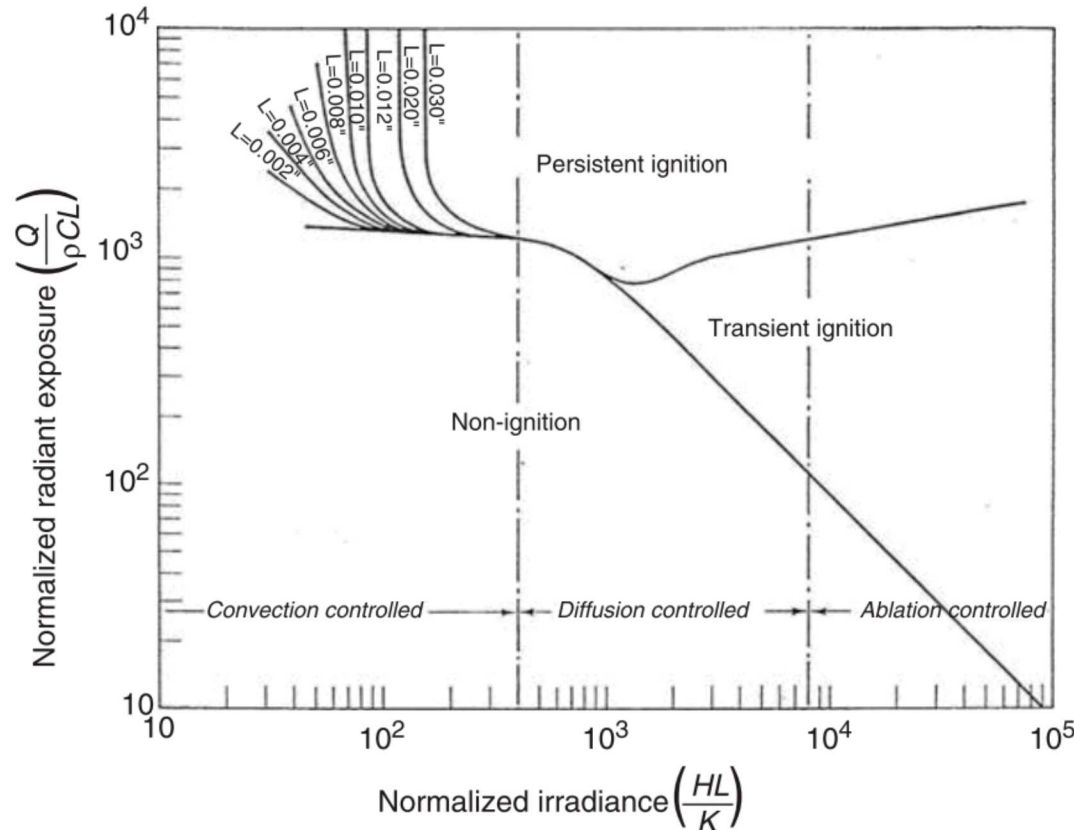 10⁴
10³
10²
10
Normalized radiant exposure (Q/ρCL)
L=0.002"
L=0.004"
L=0.006"
L=0.008"
L=0.010"
L=0.012"
L=0.020"
L=0.030"
Persistent ignition
Transient ignition
Non-ignition
Convection controlled
Diffusion controlled
Ablation controlled
10
10²
10³
10⁴
10⁵
Normalized irradiance (HL/K)